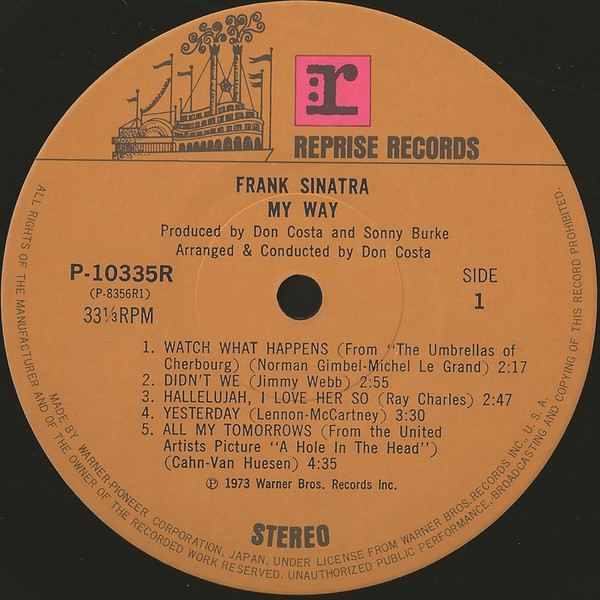 r
REPRISE RECORDS
FRANK SINATRA
MY WAY
Produced by Don Costa and Sonny Burke
Arranged & Conducted by Don Costa
P-10335R
(P-8356R1)
33⅓RPM
SIDE
1
1. WATCH WHAT HAPPENS (From "The Umbrellas of
Cherbourg) (Norman Gimbel-Michel Le Grand) 2:17
2. DIDN'T WE (Jimmy Webb) 2:55
3. HALLELUJAH, I LOVE HER SO (Ray Charles) 2:47
4. YESTERDAY (Lennon-McCartney) 3:30
5. ALL MY TOMORROWS (From the United
Artists Picture "A Hole In The Head")
(Cahn-Van Huesen) 4:35
℗ 1973 Warner Bros. Records Inc.
STEREO
MADE BY WARNER-PIONEER CORPORATION, JAPAN, UNDER LICENSE FROM WARNER BROS. RECORDS INC., U.S.A.
ALL RIGHTS OF THE MANUFACTURER AND OF THE OWNER OF THE RECORDED WORK RESERVED. UNAUTHORIZED PUBLIC PERFORMANCE, BROADCASTING AND COPYING OF THIS RECORD PROHIBITED.